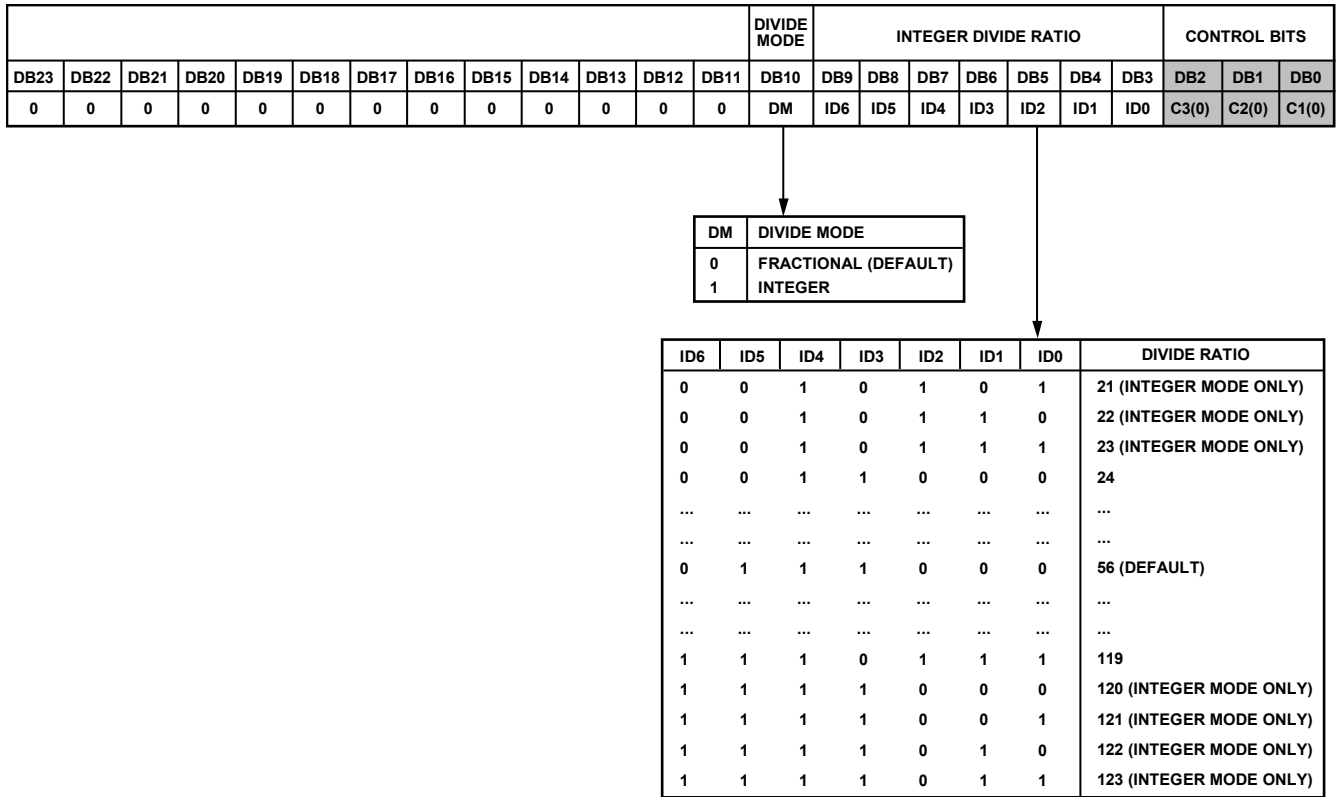 DIVIDE MODE INTEGER DIVIDE RATIO CONTROL BITS
DB23 DB22 DB21 DB20 DB19 DB18 DB17 DB16 DB15 DB14 DB13 DB12 DB11 DB10 DB9 DB8 DB7 DB6 DB5 DB4 DB3 DB2 DB1 DB0
0 0 0 0 0 0 0 0 0 0 0 0 0 DM ID6 ID5 ID4 ID3 ID2 ID1 ID0 C3(0) C2(0) C1(0)
DM DIVIDE MODE
0 FRACTIONAL (DEFAULT)
1 INTEGER
ID6 ID5 ID4 ID3 ID2 ID1 ID0 DIVIDE RATIO
0 0 1 0 1 0 1 21 (INTEGER MODE ONLY)
0 0 1 0 1 1 0 22 (INTEGER MODE ONLY)
0 0 1 0 1 1 1 23 (INTEGER MODE ONLY)
0 0 1 1 0 0 0 24
... ... ... ... ... ... ... ...
... ... ... ... ... ... ... ...
0 1 1 1 0 0 0 56 (DEFAULT)
... ... ... ... ... ... ... ...
... ... ... ... ... ... ... ...
1 1 1 0 1 1 1 119
1 1 1 1 0 0 0 120 (INTEGER MODE ONLY)
1 1 1 1 0 0 1 121 (INTEGER MODE ONLY)
1 1 1 1 0 1 0 122 (INTEGER MODE ONLY)
1 1 1 1 0 1 1 123 (INTEGER MODE ONLY)